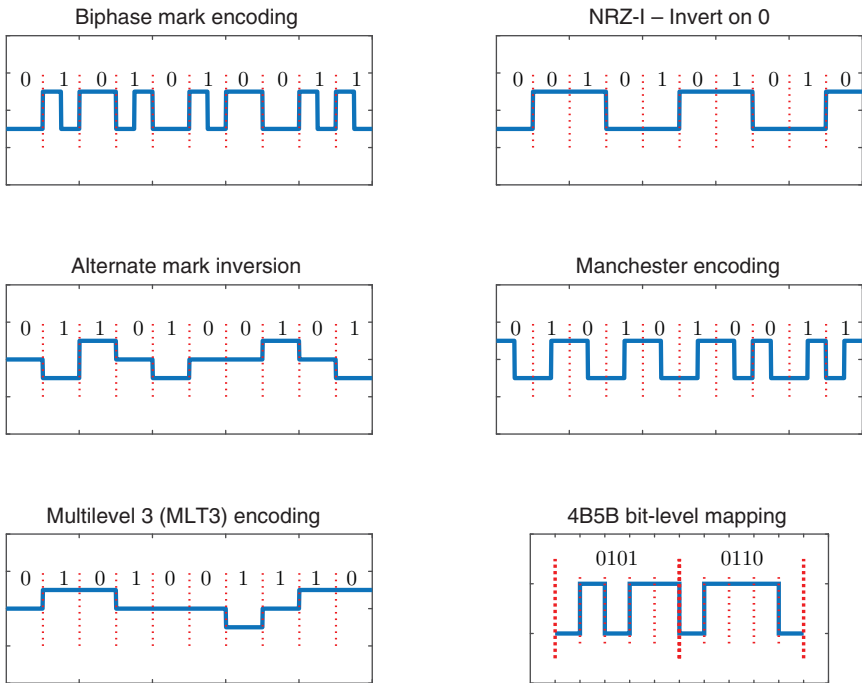 Biphase mark encoding
0 1 0 1 0 1 0 0 1 1
NRZ-I – Invert on 0
0 0 1 0 1 0 1 0 1 0
Alternate mark inversion
0 1 1 0 1 0 0 1 0 1
Manchester encoding
0 1 0 1 0 1 0 0 1 1
Multilevel 3 (MLT3) encoding
0 1 0 1 0 0 1 1 1 0
4B5B bit-level mapping
0101 0110